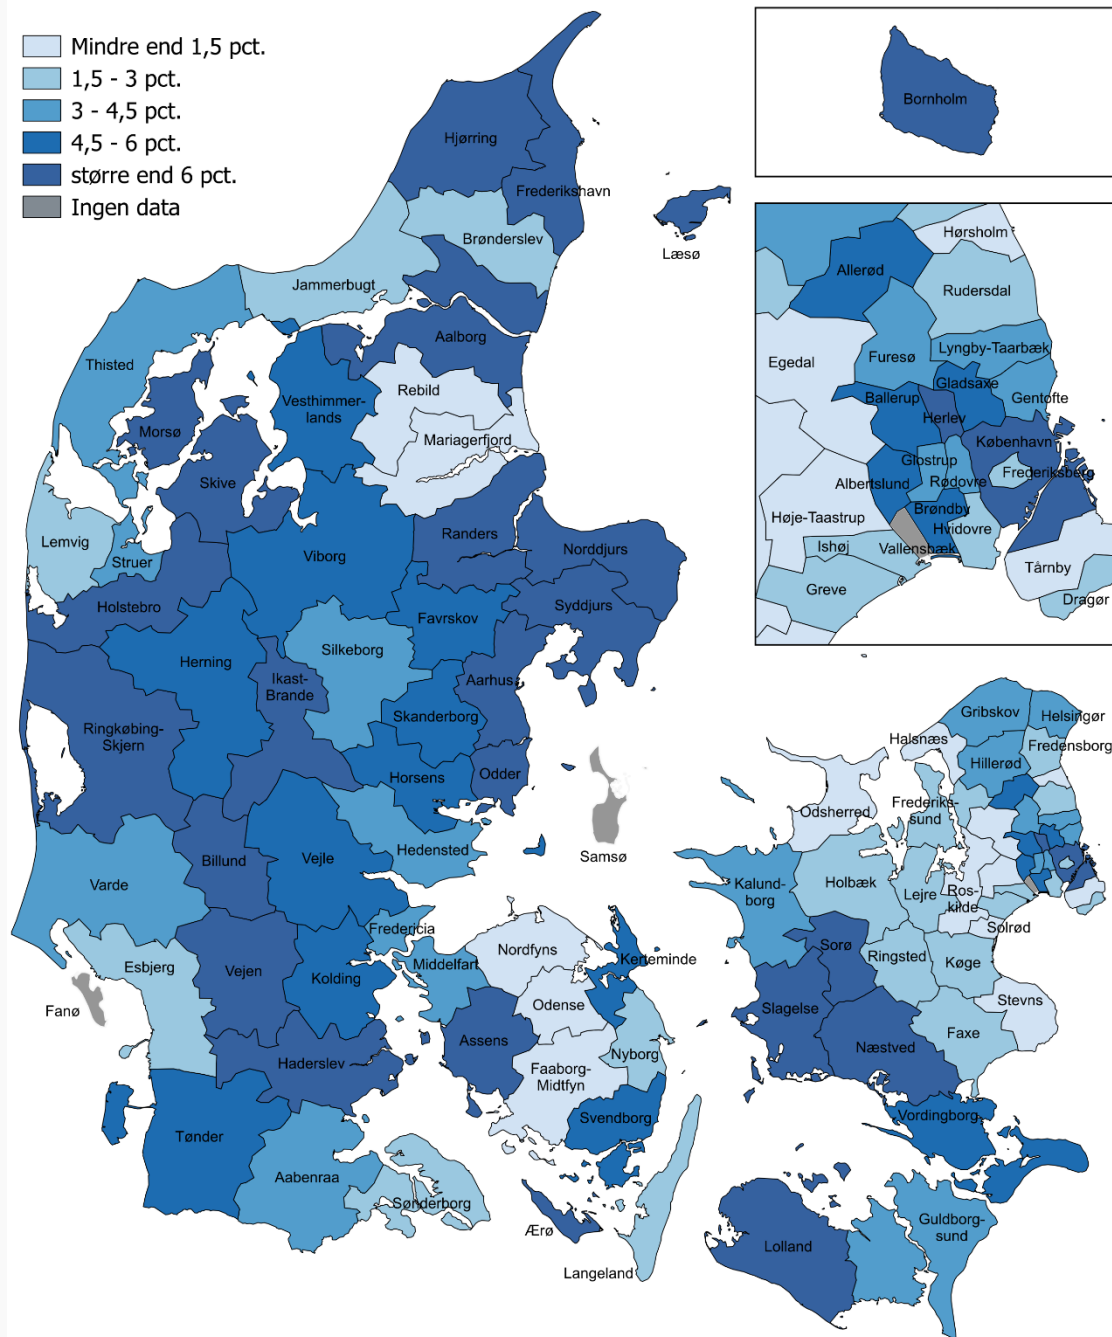 Mindre end 1,5 pct.
1,5 - 3 pct.
3 - 4,5 pct.
4,5 - 6 pct.
større end 6 pct.
Ingen data
Bornholm
Hjørring
Frederikshavn
Læsø
Brønderslev
Jammerbugt
Aalborg
Thisted
Rebild
Vesthimmer-
lands
Mariagerfjord
Morsø
Skive
Lemvig
Struer
Viborg
Randers
Norddjurs
Syddjurs
Holstebro
Favrskov
Herning
Silkeborg
Ikast-
Brande
Aarhus
Skanderborg
Ringkøbing-
Skjern
Horsens
Odder
Samsø
Hedensted
Billund
Vejle
Varde
Fredericia
Esbjerg
Vejen
Kolding
Middelfart
Nordfyns
Kerteminde
Fanø
Odense
Assens
Nyborg
Haderslev
Faaborg-
Midtfyn
Svendborg
Tønder
Aabenraa
Sønderborg
Ærø
Langeland
Hørsholm
Allerød
Rudersdal
Egedal
Furesø
Lyngby-Taarbæk
Gladsaxe
Ballerup
Gentofte
Herlev
København
Glostrup
Frederiksberg
Rødovre
Albertslund
Brøndby
Høje-Taastrup
Hvidovre
Ishøj
Vallensbæk
Tårnby
Greve
Dragør
Gribskov
Helsingør
Halsnæs
Fredensborg
Hillerød
Odsherred
Frederiks-
sund
Kalund-
borg
Holbæk
Lejre
Ros-
kilde
Solrød
Sorø
Ringsted
Køge
Slagelse
Stevns
Næstved
Faxe
Vordingborg
Guldborg-
sund
Lolland